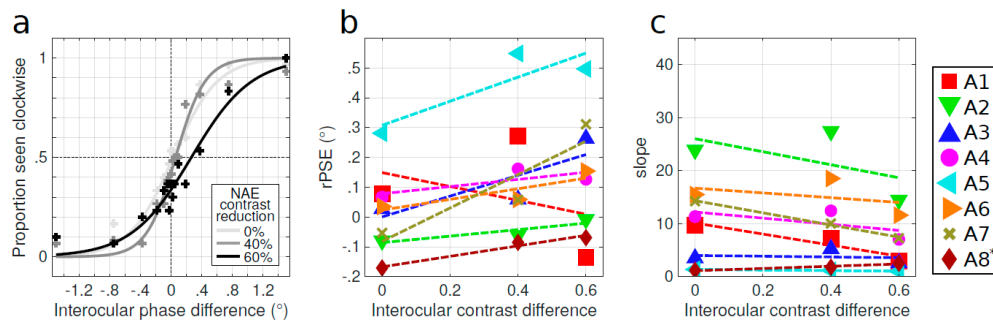 a
Proportion seen clockwise
1
.5
0
-1.2 -.8 -.4 0 .4 .8 1.2
Interocular phase difference (°)
NAE
contrast
reduction
0%
40%
60%
b
rPSE (°)
.5
.4
.3
.2
.1
0
-.1
-.2
0 0.2 0.4 0.6
Interocular contrast difference
c
slope
40
30
20
10
0
0 0.2 0.4 0.6
Interocular contrast difference
A1
A2
A3
A4
A5
A6
A7
A8*